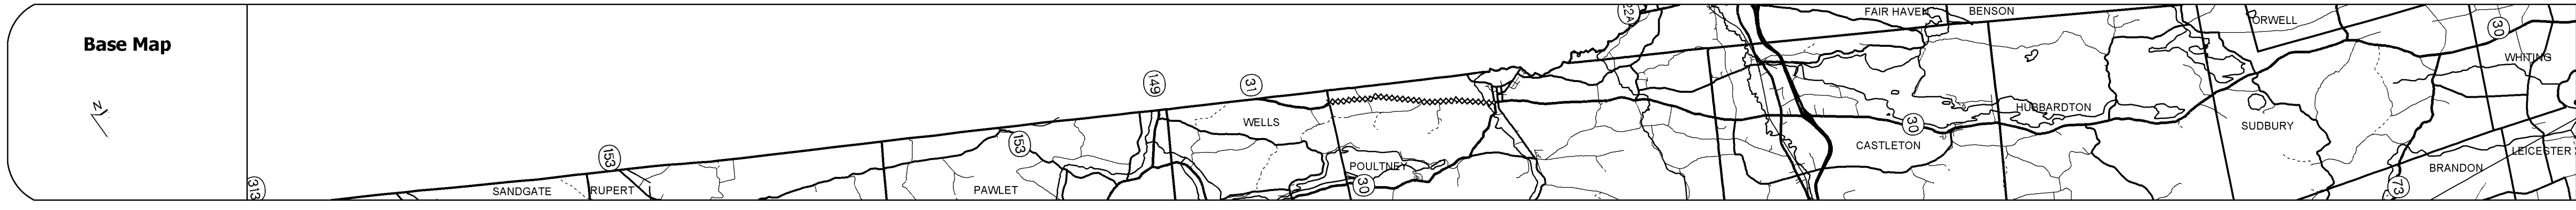 Base Map
N
313
SANDGATE
153
RUPERT
PAWLET
153
149
31
WELLS
POULTNEY
30
22A
FAIR HAVEN
BENSON
CASTLETON
30
HUBBARDTON
ORWELL
SUDBURY
30
WHITING
BRANDON
73
LEICESTER